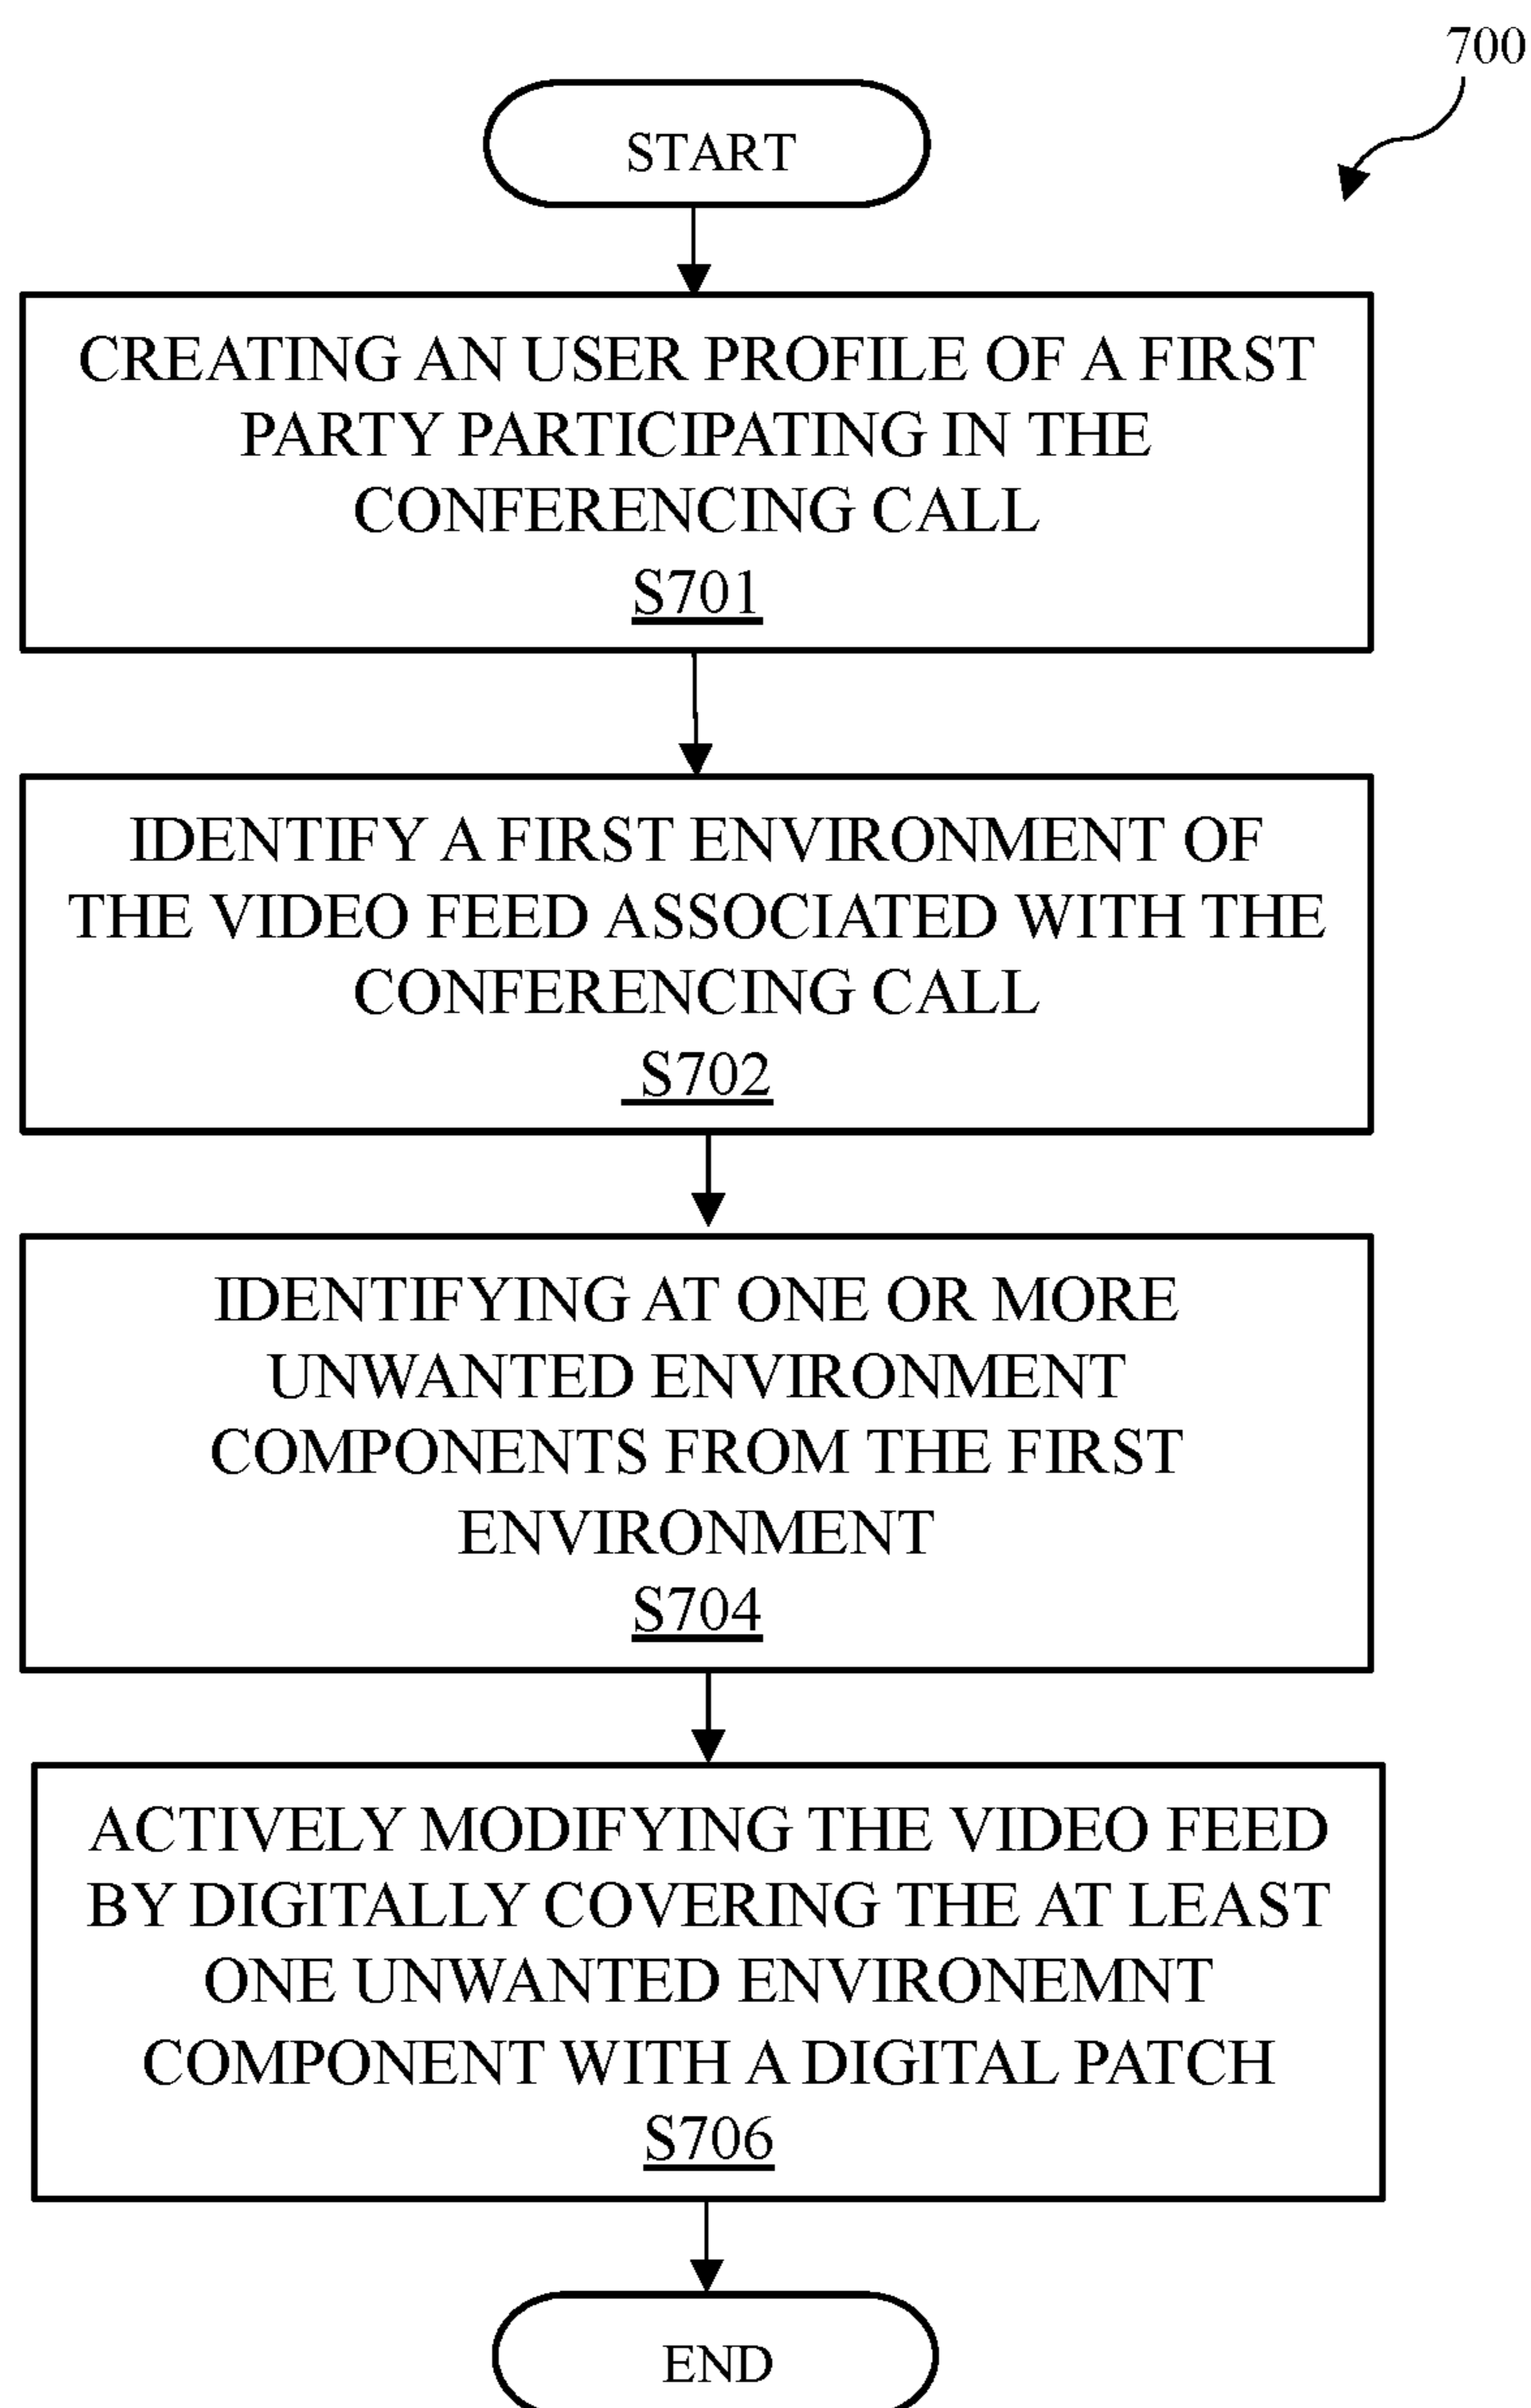 700
START
CREATING AN USER PROFILE OF A FIRST
PARTY PARTICIPATING IN THE
CONFERENCING CALL
S701
IDENTIFY A FIRST ENVIRONMENT OF
THE VIDEO FEED ASSOCIATED WITH THE
CONFERENCING CALL
S702
IDENTIFYING AT ONE OR MORE
UNWANTED ENVIRONMENT
COMPONENTS FROM THE FIRST
ENVIRONMENT
S704
ACTIVELY MODIFYING THE VIDEO FEED
BY DIGITALLY COVERING THE AT LEAST
ONE UNWANTED ENVIRONEMNT
COMPONENT WITH A DIGITAL PATCH
S706
END